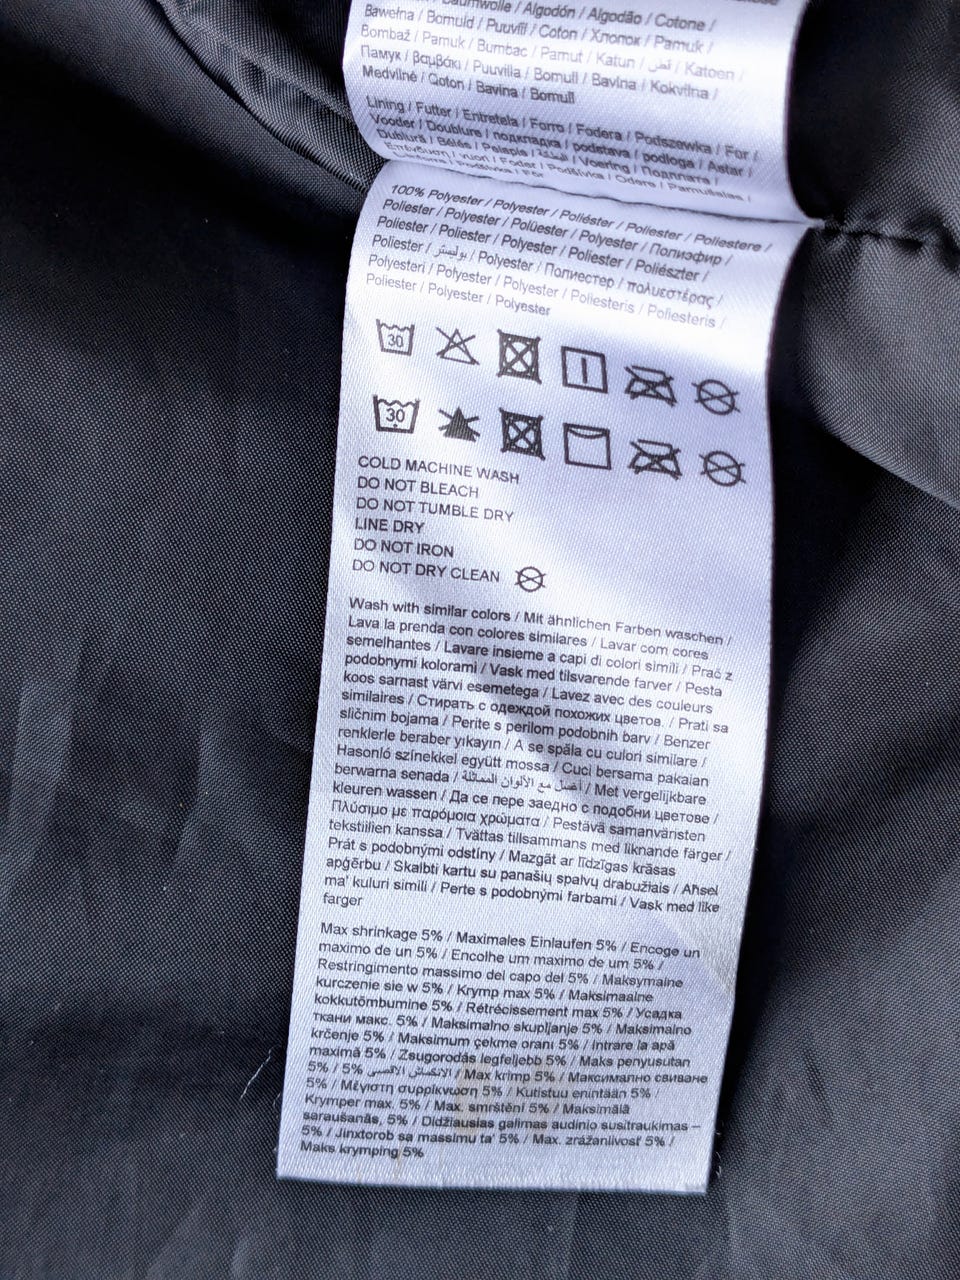 Baumwolle / Algodón / Algodão / Cotone /
Bawełna / Bomuld / Puuvill / Coton / Хлопок / Pamuk /
Bombaž / Pamuk / Bumbac / Pamut / Katun / قطن / Katoen /
Памук / βαμβάκι / Puuvilla / Bomull / Bavlna / Kokvilna /
Medvilnė / Qoton / Bavlna / Bomull
Lining / Futter / Entretela / Forro / Fodera / Podszewka / For /
Vooder / Doublure / подкладка / podstava / podloga / Astar /
Dublură / Bélés / Pelapis / البطانة / Voering / Подплата /
Επένδυση / Vuori / Foder / Podšívka / Odere / Pamušalas /
100% Polyester / Polyester / Poliéster / Poliester / Poliestere /
Poliester / Polyester / Polüester / Polyester / Полиэфир /
Poliester / Poliester / Polyester / Poliester / Poliészter /
Poliester / بوليستر / Polyester / Полиестер / πολυεστέρας /
Polyesteri / Polyester / Polyester / Poliesteris / Poliesteris /
Poliester / Polyester / Polyester
30
30
COLD MACHINE WASH
DO NOT BLEACH
DO NOT TUMBLE DRY
LINE DRY
DO NOT IRON
DO NOT DRY CLEAN
Wash with similar colors / Mit ähnlichen Farben waschen /
Lava la prenda con colores similares / Lavar com cores
semelhantes / Lavare insieme a capi di colori simili / Prać z
podobnymi kolorami / Vask med tilsvarende farver / Pesta
koos sarnast värvi esemetega / Lavez avec des couleurs
similaires / Стирать с одеждой похожих цветов. / Prati sa
sličnim bojama / Perite s perilom podobnih barv / Benzer
renklerle beraber yıkayın / A se spăla cu culori similare /
Hasonló színekkel együtt mossa / Cuci bersama pakaian
berwarna senada / أغسل مع الألوان المماثلة / Met vergelijkbare
kleuren wassen / Да се пере заедно с подобни цветове /
Πλύσιμο με παρόμοια χρώματα / Pestävä samanväristen
tekstiilien kanssa / Tvättas tillsammans med liknande färger /
Prát s podobnými odstíny / Mazgāt ar līdzīgas krāsas
apģērbu / Skalbti kartu su panašių spalvų drabužiais / Aħsel
ma' kuluri simili / Perte s podobnými farbami / Vask med like
farger
Max shrinkage 5% / Maximales Einlaufen 5% / Encoge un
maximo de un 5% / Encolhe um maximo de um 5% /
Restringimento massimo del capo del 5% / Maksymalne
kurczenie sie w 5% / Krymp max 5% / Maksimaalne
kokkutõmbumine 5% / Rétrécissement max 5% / Усадка
ткани макс. 5% / Maksimalno skupljanje 5% / Maksimalno
krčenje 5% / Maksimum çekme oranı 5% / Intrare la apă
maximă 5% / Zsugorodás legfeljebb 5% / Maks penyusutan
5% / 5% الانكماش الأقصى / Max krimp 5% / Максимално свиване
5% / Μέγιστη συρρίκνωση 5% / Kutistuu enintään 5% /
Krymper max. 5% / Max. smrštění 5% / Maksimālā
saraušanās, 5% / Didžiausias galimas audinio susitraukimas –
5% / Jinxtorob sa massimu ta' 5% / Max. zrážanlivosť 5% /
Maks krymping 5%